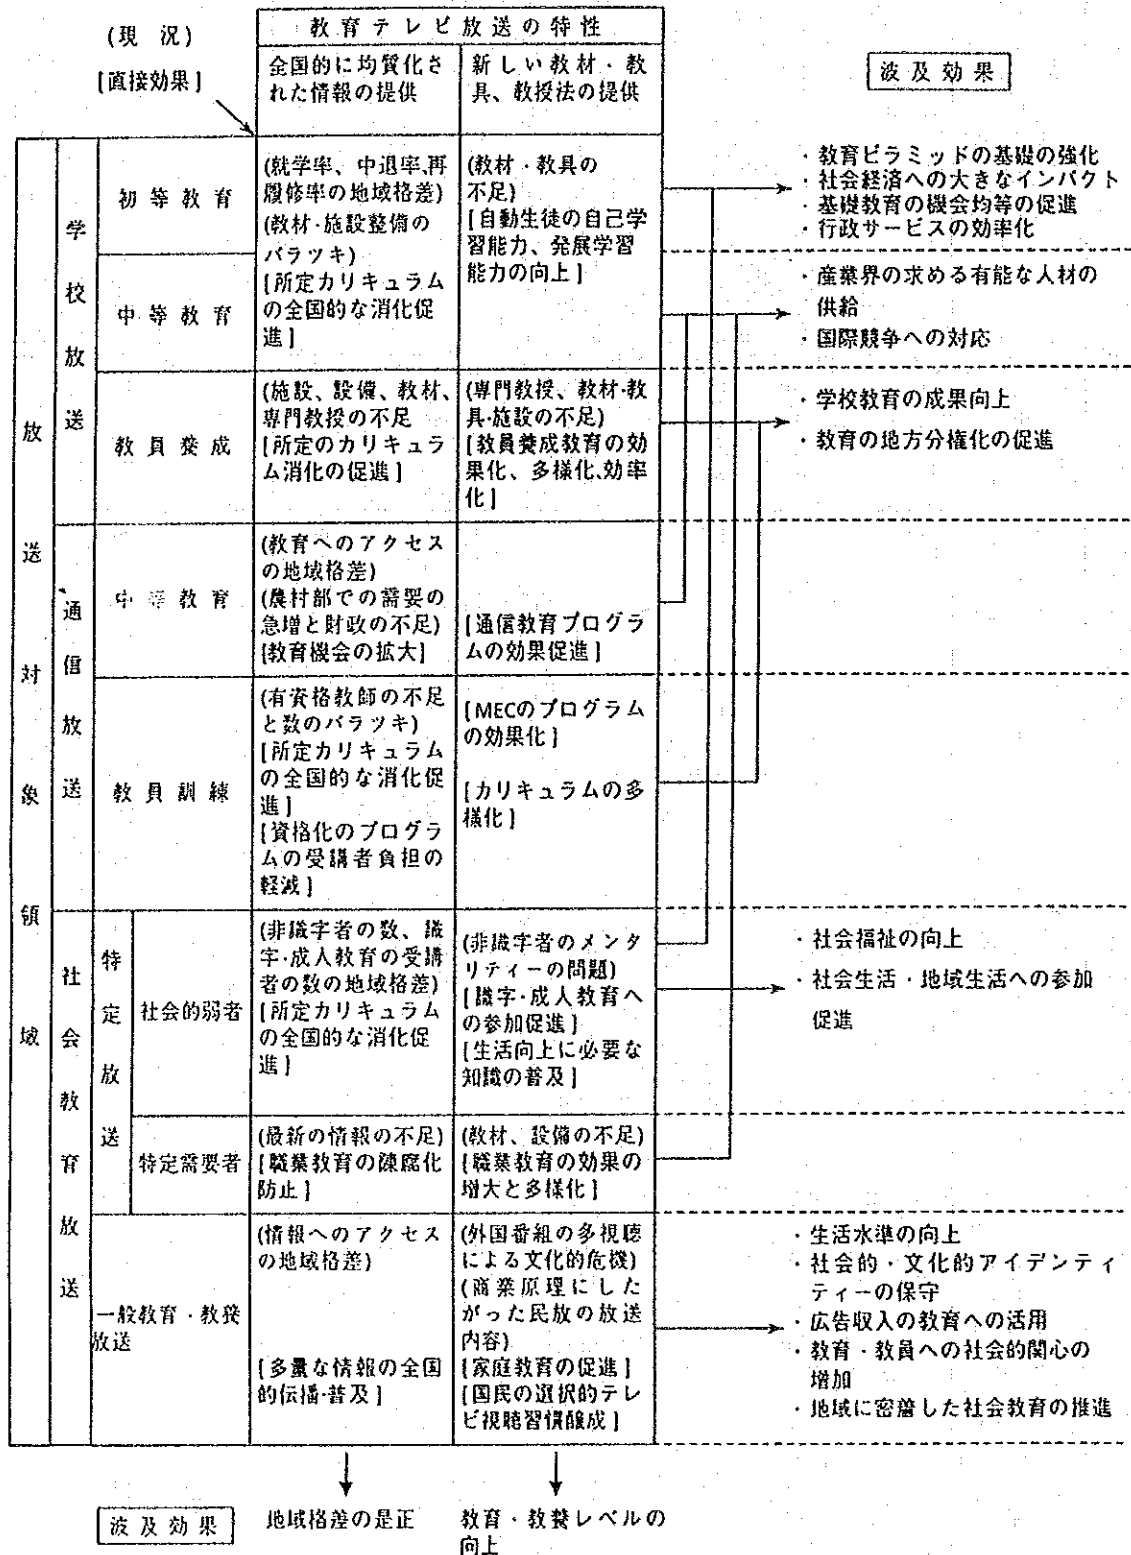 (現 況)
[直接効果]
教育テレビ放送の特性
全国的に均質化さ
れた情報の提供
新しい教材・教
具、教授法の提供
波及効果
放送対象領域
学校放送
初等教育
(就学率、中退率、再
履修率の地域格差)
(教材・施設整備の
バラツキ)
[所定カリキュラム
の全国的な消化促
進]
(教材・教具の
不足)
[自動生徒の自己学
習能力、発展学習
能力の向上]
・教育ピラミッドの基礎の強化
・社会経済への大きなインパクト
・基礎教育の機会均等の促進
・行政サービスの効率化
中等教育
・産業界の求める有能な人材の
供給
・国際競争への対応
教員養成
(施設、設備、教材、
専門教授の不足
[所定のカリキュラ
ム消化の促進]
(専門教授、教材・教
具・施設の不足)
[教員養成教育の効
果化、多様化、効率
化]
・学校教育の成果向上
・教育の地方分権化の促進
通信放送
中等教育
(教育へのアクセス
の地域格差)
(農村部での需要の
急増と財政の不足)
[教育機会の拡大]
[通信教育プログラ
ムの効果促進]
教員訓練
(有資格教師の不足
と数のバラツキ)
[所定カリキュラム
の全国的な消化促
進]
[資格化のプログラ
ムの受講者負担の
軽減]
[MECのプログラム
の効果化]
[カリキュラムの多
様化]
社会教育放送
特定放送
社会的弱者
(非識字者の数、識
字・成人教育の受講
者の数の地域格差)
[所定カリキュラム
の全国的な消化促
進]
(非識字者のメンタ
リティーの問題)
[識字・成人教育へ
の参加促進]
[生活向上に必要な
知識の普及]
・社会福祉の向上
・社会生活・地域生活への参加
促進
特定需要者
(最新の情報の不足)
[職業教育の陳腐化
防止]
(教材、設備の不足)
[職業教育の効果の
増大と多様化]
一般教育・教養
放送
(情報へのアクセス
の地域格差)
[多量な情報の全国
的伝播・普及]
(外国番組の多視聴
による文化的危機)
(商業原理にした
がった民放の放送
内容)
[家庭教育の促進]
[国民の選択的テレ
ビ視聴習慣醸成]
・生活水準の向上
・社会的・文化的アイデンティ
ティーの保守
・広告収入の教育への活用
・教育・教員への社会的関心の
増加
・地域に密着した社会教育の推進
波及効果
地域格差の是正
教育・教養レベルの
向上